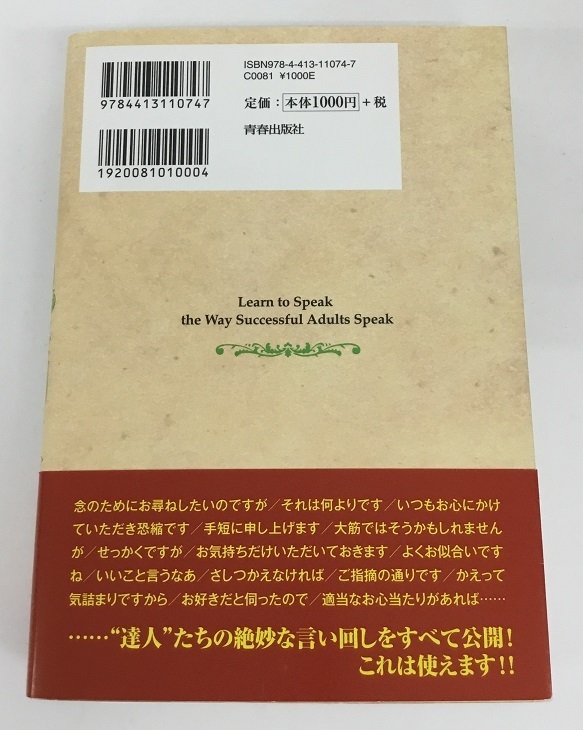 ISBN978-4-413-11074-7
C0081 ¥1000E
9784413110747
定価：本体1000円＋税
青春出版社
1920081010004
Learn to Speak
the Way Successful Adults Speak
念のためにお尋ねしたいのですが／それは何よりです／いつもお心にかけ
ていただき恐縮です／手短に申し上げます／大筋ではそうかもしれません
が／せっかくですが／お気持ちだけいただいておきます／よくお似合いです
ね／いいこと言うなあ／さしつかえなければ／ご指摘の通りです／かえって
気詰まりですから／お好きだと伺ったので／適当なお心当たりがあれば……
……“達人”たちの絶妙な言い回しをすべて公開！
これは使えます！！